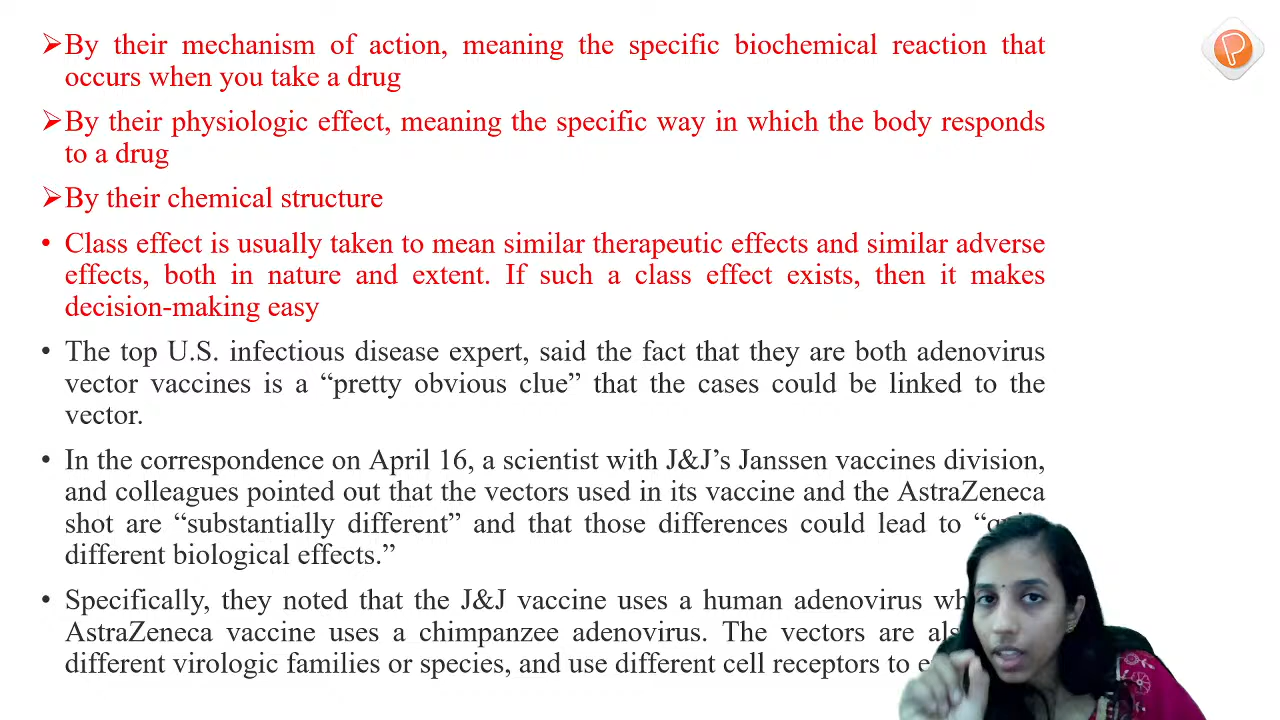 ➢By their mechanism of action, meaning the specific biochemical reaction that
occurs when you take a drug
➢By their physiologic effect, meaning the specific way in which the body responds
to a drug
➢By their chemical structure
• Class effect is usually taken to mean similar therapeutic effects and similar adverse
effects, both in nature and extent. If such a class effect exists, then it makes
decision-making easy
• The top U.S. infectious disease expert, said the fact that they are both adenovirus
vector vaccines is a “pretty obvious clue” that the cases could be linked to the
vector.
• In the correspondence on April 16, a scientist with J&J’s Janssen vaccines division,
and colleagues pointed out that the vectors used in its vaccine and the AstraZeneca
shot are “substantially different” and that those differences could lead to
different biological effects.”
• Specifically, they noted that the J&J vaccine uses a human adenovirus
AstraZeneca vaccine uses a chimpanzee adenovirus. The vectors are
different virologic families or species, and use different cell receptors to